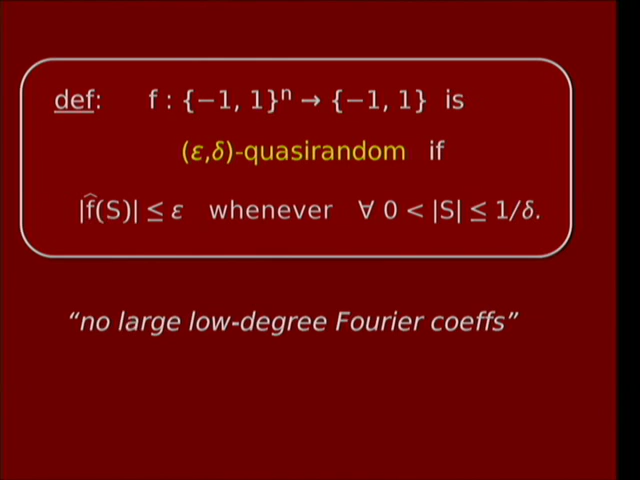 def: f : {−1, 1}ⁿ → {−1, 1} is
(ε,δ)-quasirandom if
|f̂(S)| ≤ ε whenever ∀ 0 < |S| ≤ 1/δ.
“no large low-degree Fourier coeffs”